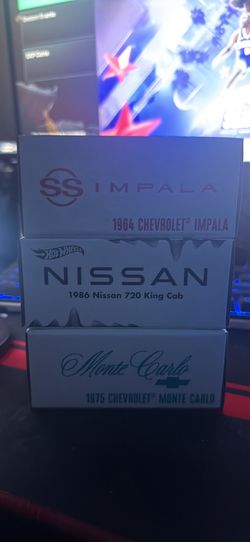 SS IMPALA
1964 CHEVROLET® IMPALA
Hot Wheels
NISSAN
1986 Nissan 720 King Cab
Monte Carlo
1975 CHEVROLET® MONTE CARLO